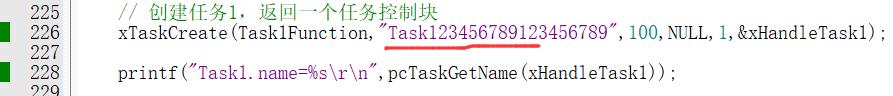 225 // 创建任务1，返回一个任务控制块
226 xTaskCreate(Task1Function,"Task123456789123456789",100,NULL,1,&xHandleTask1);
227
228 printf("Task1.name=%s\r\n",pcTaskGetName(xHandleTask1));
229